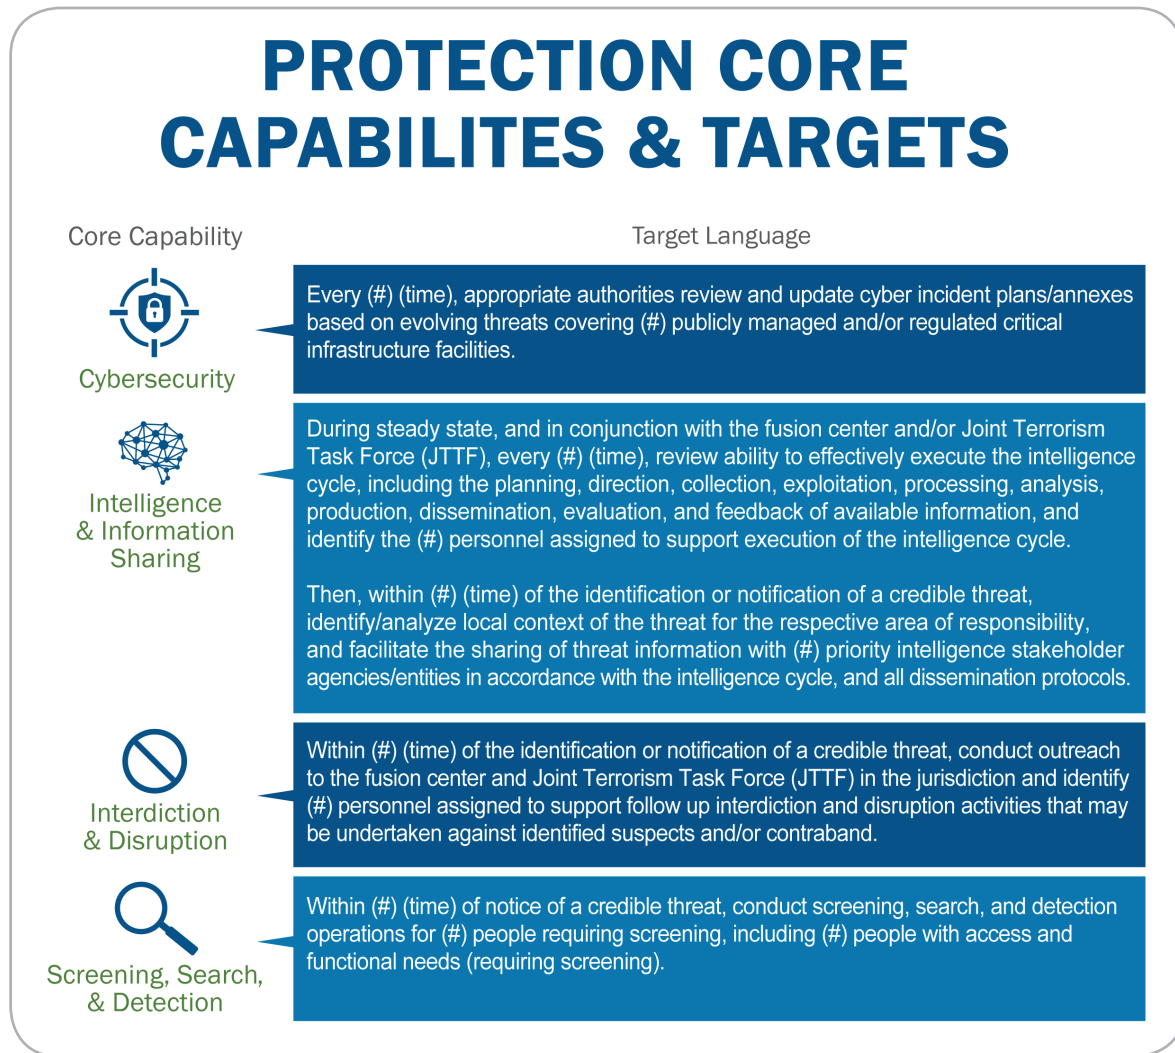 PROTECTION CORE
CAPABILITES & TARGETS
Core Capability
Target Language
Cybersecurity
Every (#) (time), appropriate authorities review and update cyber incident plans/annexes
based on evolving threats covering (#) publicly managed and/or regulated critical
infrastructure facilities.
Intelligence
& Information
Sharing
During steady state, and in conjunction with the fusion center and/or Joint Terrorism
Task Force (JTTF), every (#) (time), review ability to effectively execute the intelligence
cycle, including the planning, direction, collection, exploitation, processing, analysis,
production, dissemination, evaluation, and feedback of available information, and
identify the (#) personnel assigned to support execution of the intelligence cycle.
Then, within (#) (time) of the identification or notification of a credible threat,
identify/analyze local context of the threat for the respective area of responsibility,
and facilitate the sharing of threat information with (#) priority intelligence stakeholder
agencies/entities in accordance with the intelligence cycle, and all dissemination protocols.
Interdiction
& Disruption
Within (#) (time) of the identification or notification of a credible threat, conduct outreach
to the fusion center and Joint Terrorism Task Force (JTTF) in the jurisdiction and identify
(#) personnel assigned to support follow up interdiction and disruption activities that may
be undertaken against identified suspects and/or contraband.
Screening, Search,
& Detection
Within (#) (time) of notice of a credible threat, conduct screening, search, and detection
operations for (#) people requiring screening, including (#) people with access and
functional needs (requiring screening).